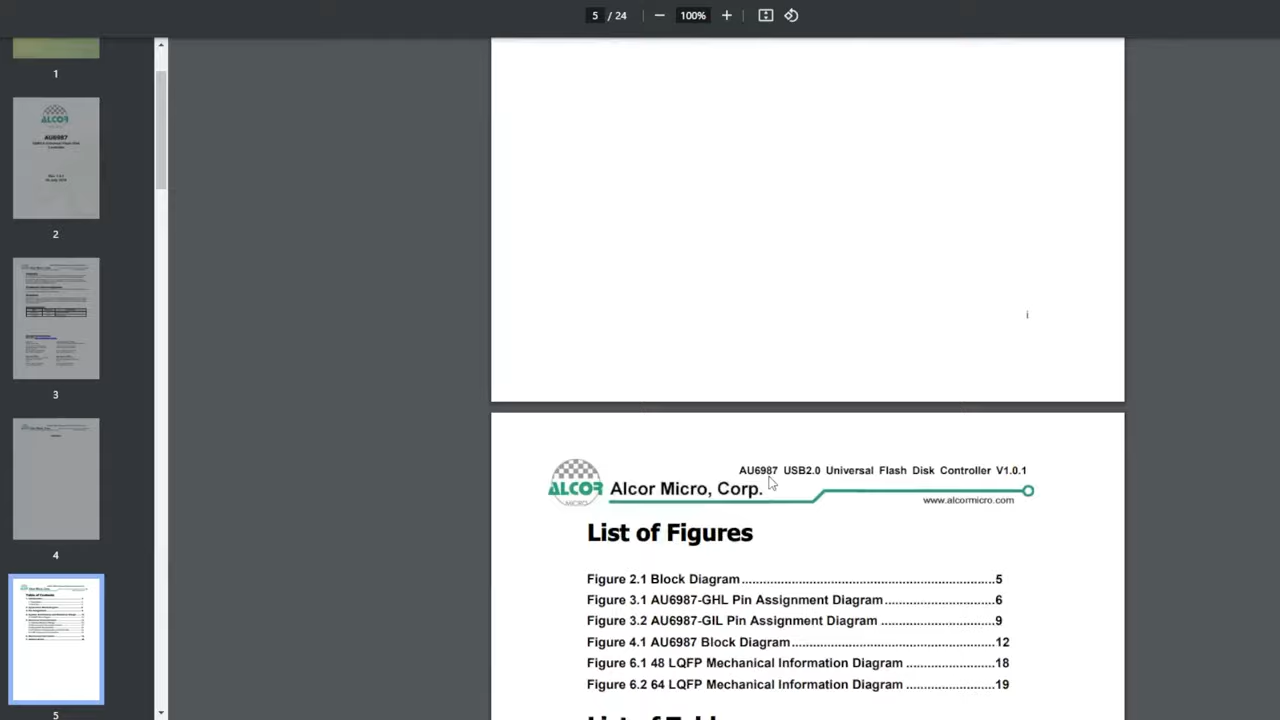 5 / 24
100%
1
ALCOR
AU6987
2
3
4
5
i
ALCOR
MICRO
Alcor Micro, Corp.
AU6987 USB2.0 Universal Flash Disk Controller V1.0.1
www.alcormicro.com
List of Figures
Figure 2.1 Block Diagram.......................................................................5
Figure 3.1 AU6987-GHL Pin Assignment Diagram...............................6
Figure 3.2 AU6987-GIL Pin Assignment Diagram ................................9
Figure 4.1 AU6987 Block Diagram.........................................................12
Figure 6.1 48 LQFP Mechanical Information Diagram .........................18
Figure 6.2 64 LQFP Mechanical Information Diagram .........................19